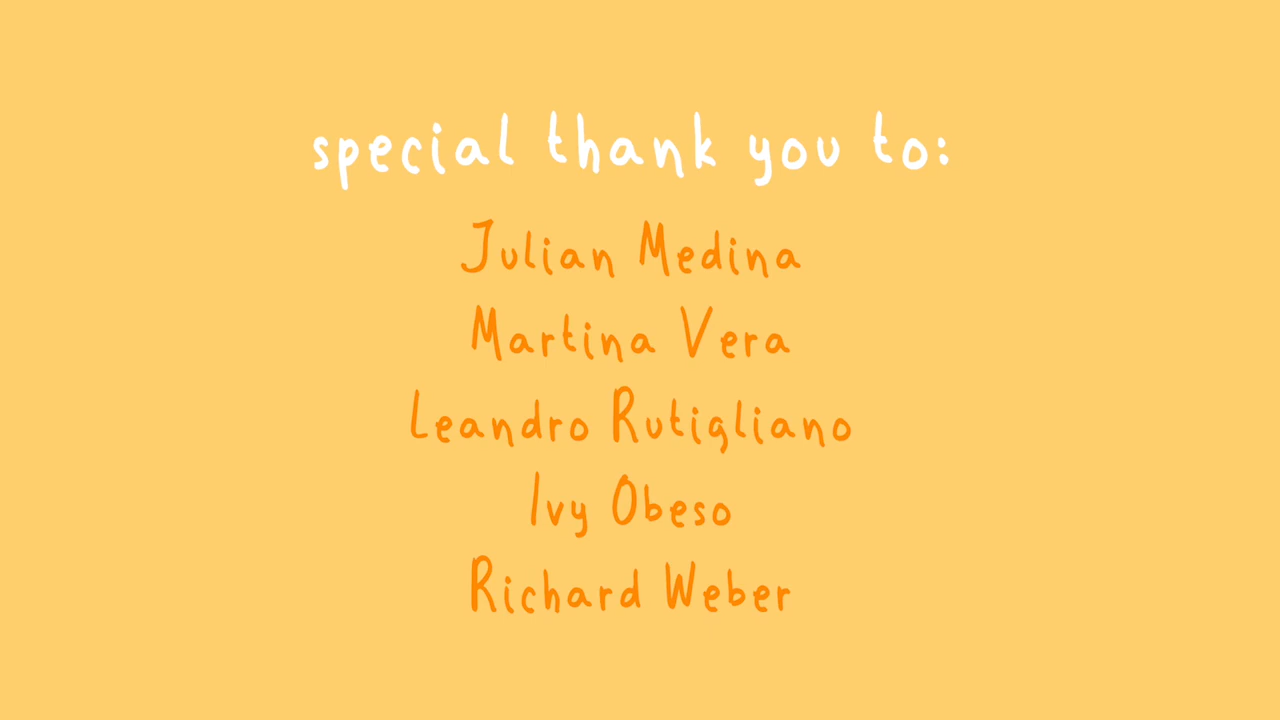 special thank you to:
Julian Medina
Martina Vera
Leandro Rutigliano
Ivy Obeso
Richard Weber